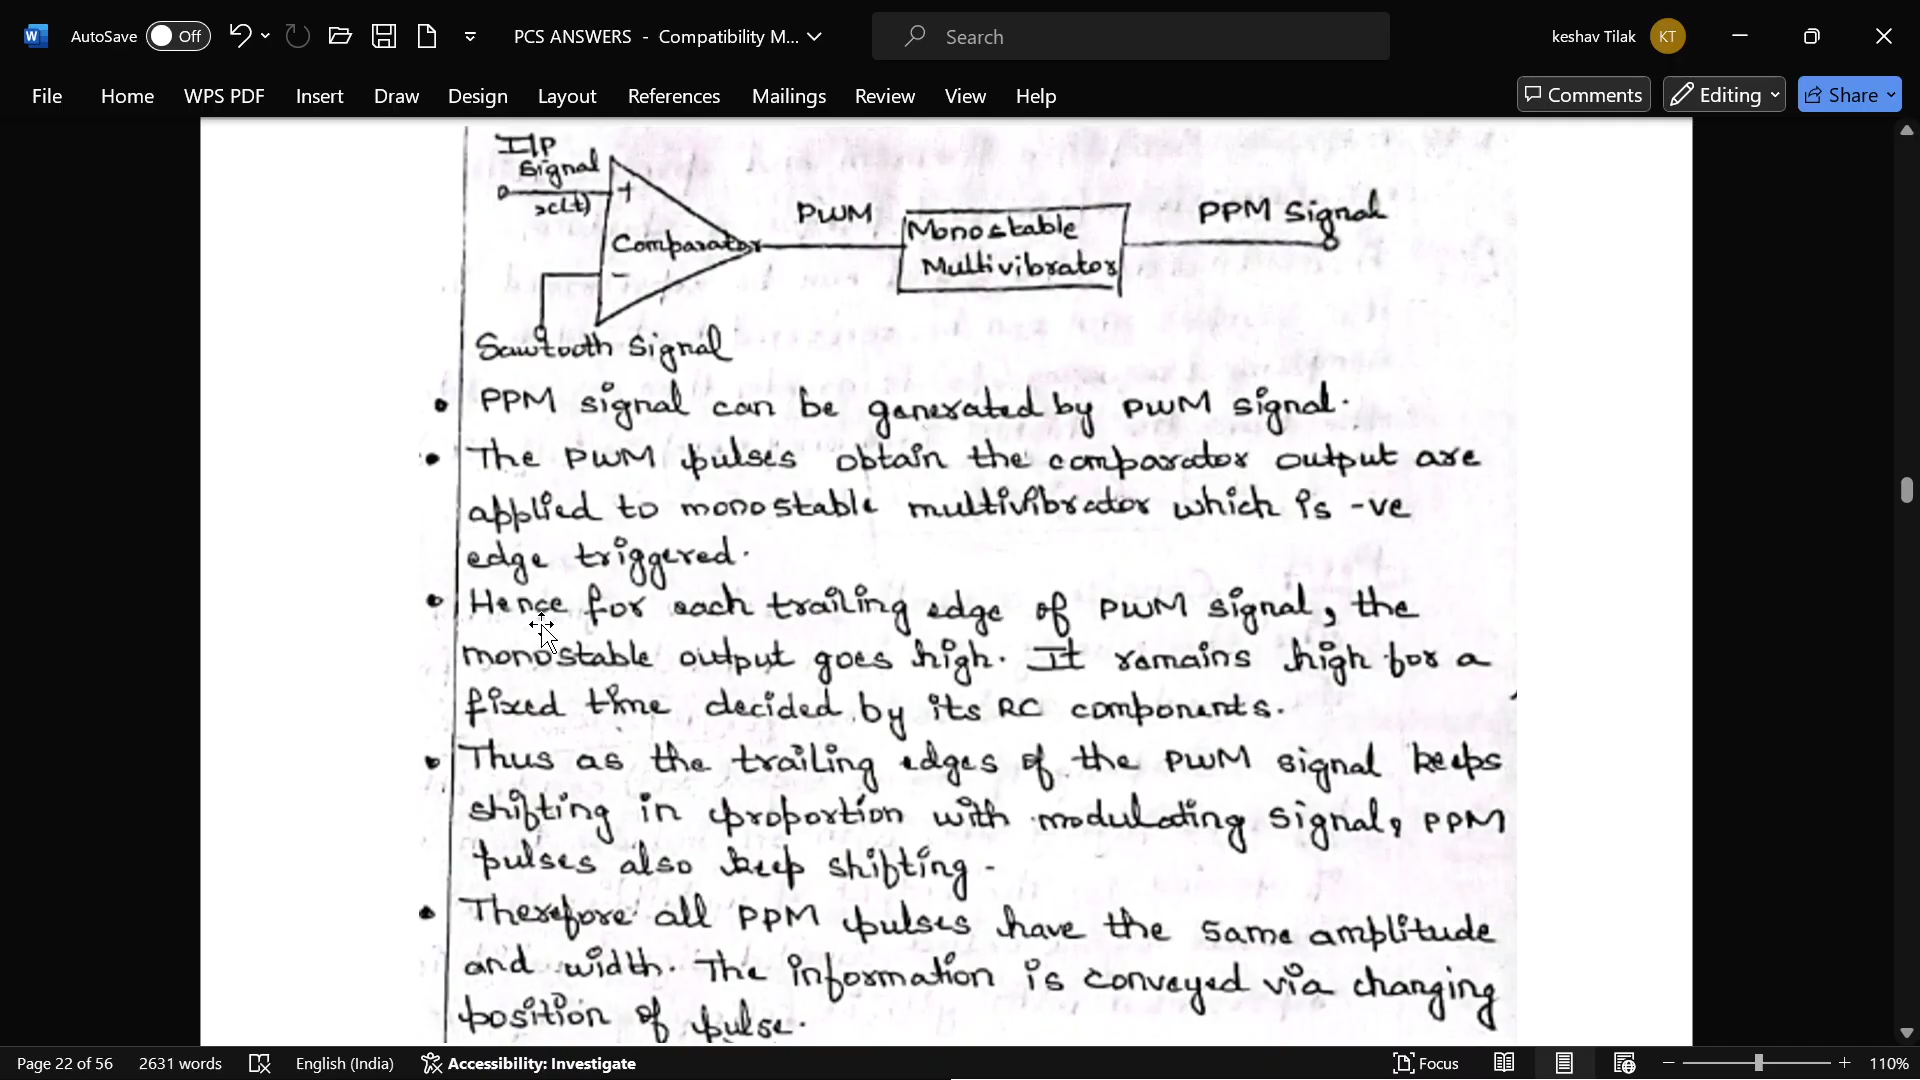 AutoSave Off PCS ANSWERS - Compatibility M... Search keshav Tilak KT
File Home WPS PDF Insert Draw Design Layout References Mailings Review View Help Comments Editing Share
I/P
Signal
x(t)
+
Comparator
-
Sawtooth Signal
PWM
Monostable
Multivibrator
PPM Signal
• PPM signal can be generated by PWM signal.
• The PWM pulses obtain the comparator output are
applied to monostable multivibrator which is -ve
edge triggered.
• Hence for each trailing edge of PWM signal, the
monostable output goes high. It remains high for a
fixed time decided by its RC components.
• Thus as the trailing edges of the PWM signal keeps
shifting in proportion with modulating signal, PPM
pulses also keep shifting -
• Therefore all PPM pulses have the same amplitude
and width. The information is conveyed via changing
position of pulse.
Page 22 of 56 2631 words English (India) Accessibility: Investigate Focus 110%